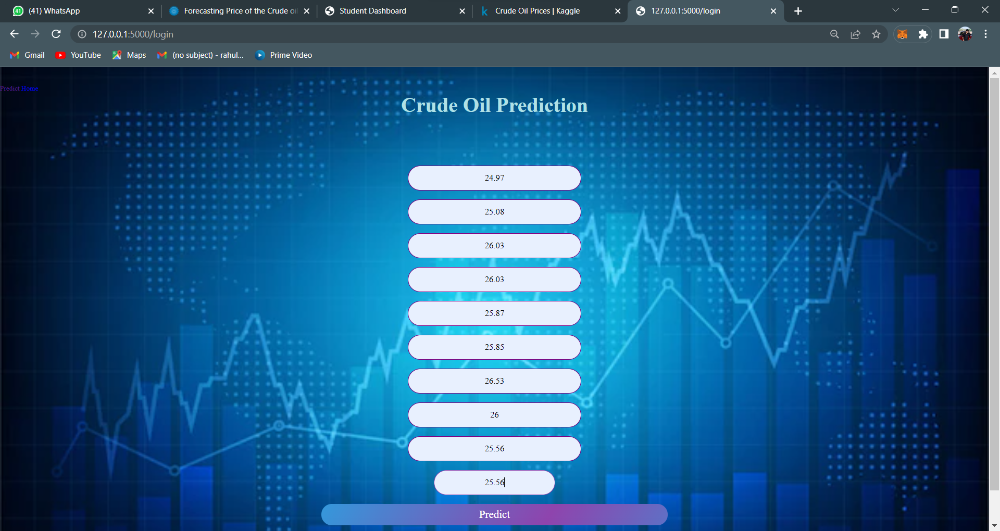 (41) WhatsApp
Forecasting Price of the Crude oil
Student Dashboard
Crude Oil Prices | Kaggle
127.0.0.1:5000/login
127.0.0.1:5000/login
Gmail
YouTube
Maps
(no subject) - rahul...
Prime Video
Predict Home
Crude Oil Prediction
24.97
25.08
26.03
26.03
25.87
25.85
26.53
26
25.56
25.56
Predict